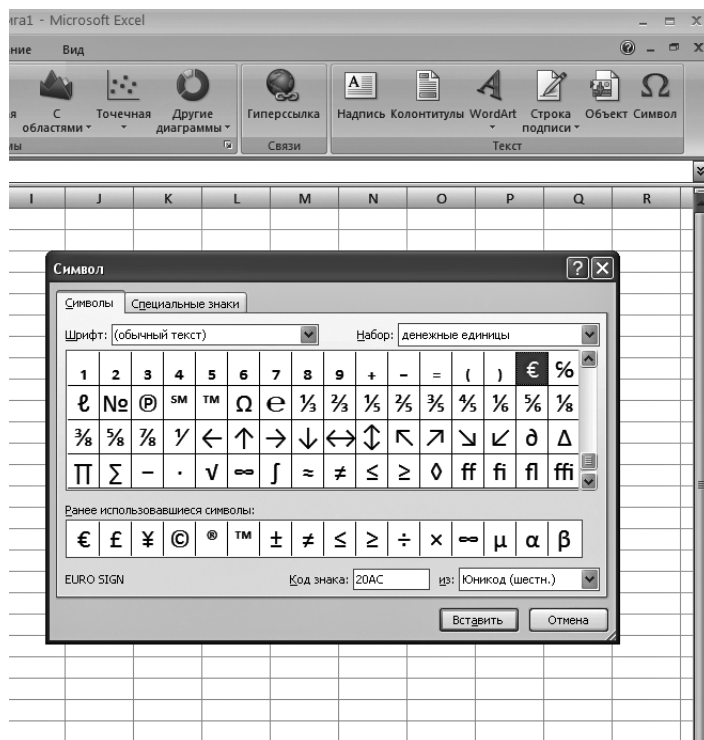 ига1 - Microsoft Excel
ние Вид
я С областями Точечная Другие диаграммы Гиперссылка Надпись Колонтитулы WordArt Строка подписи Объект Символ
мы Связи Текст
I J K L M N O P Q R
Символ
Символы Специальные знаки
Шрифт: (обычный текст) Набор: денежные единицы
1 2 3 4 5 6 7 8 9 + − = ( ) € ℅
ℓ № ℗ ℠ ™ Ω ℮ ⅓ ⅔ ⅕ ⅖ ⅗ ⅘ ⅙ ⅚ ⅛
⅜ ⅝ ⅞ ⅟ ← ↑ → ↓ ↔ ↕ ↖ ↗ ↘ ↙ ∂ ∆
∏ ∑ − ∙ √ ∞ ∫ ≈ ≠ ≤ ≥ ◊ ff fi fl ffi
Ранее использовавшиеся символы:
€ £ ¥ © ® ™ ± ≠ ≤ ≥ ÷ × ∞ µ α β
EURO SIGN Код знака: 20AC из: Юникод (шестн.)
Вставить Отмена